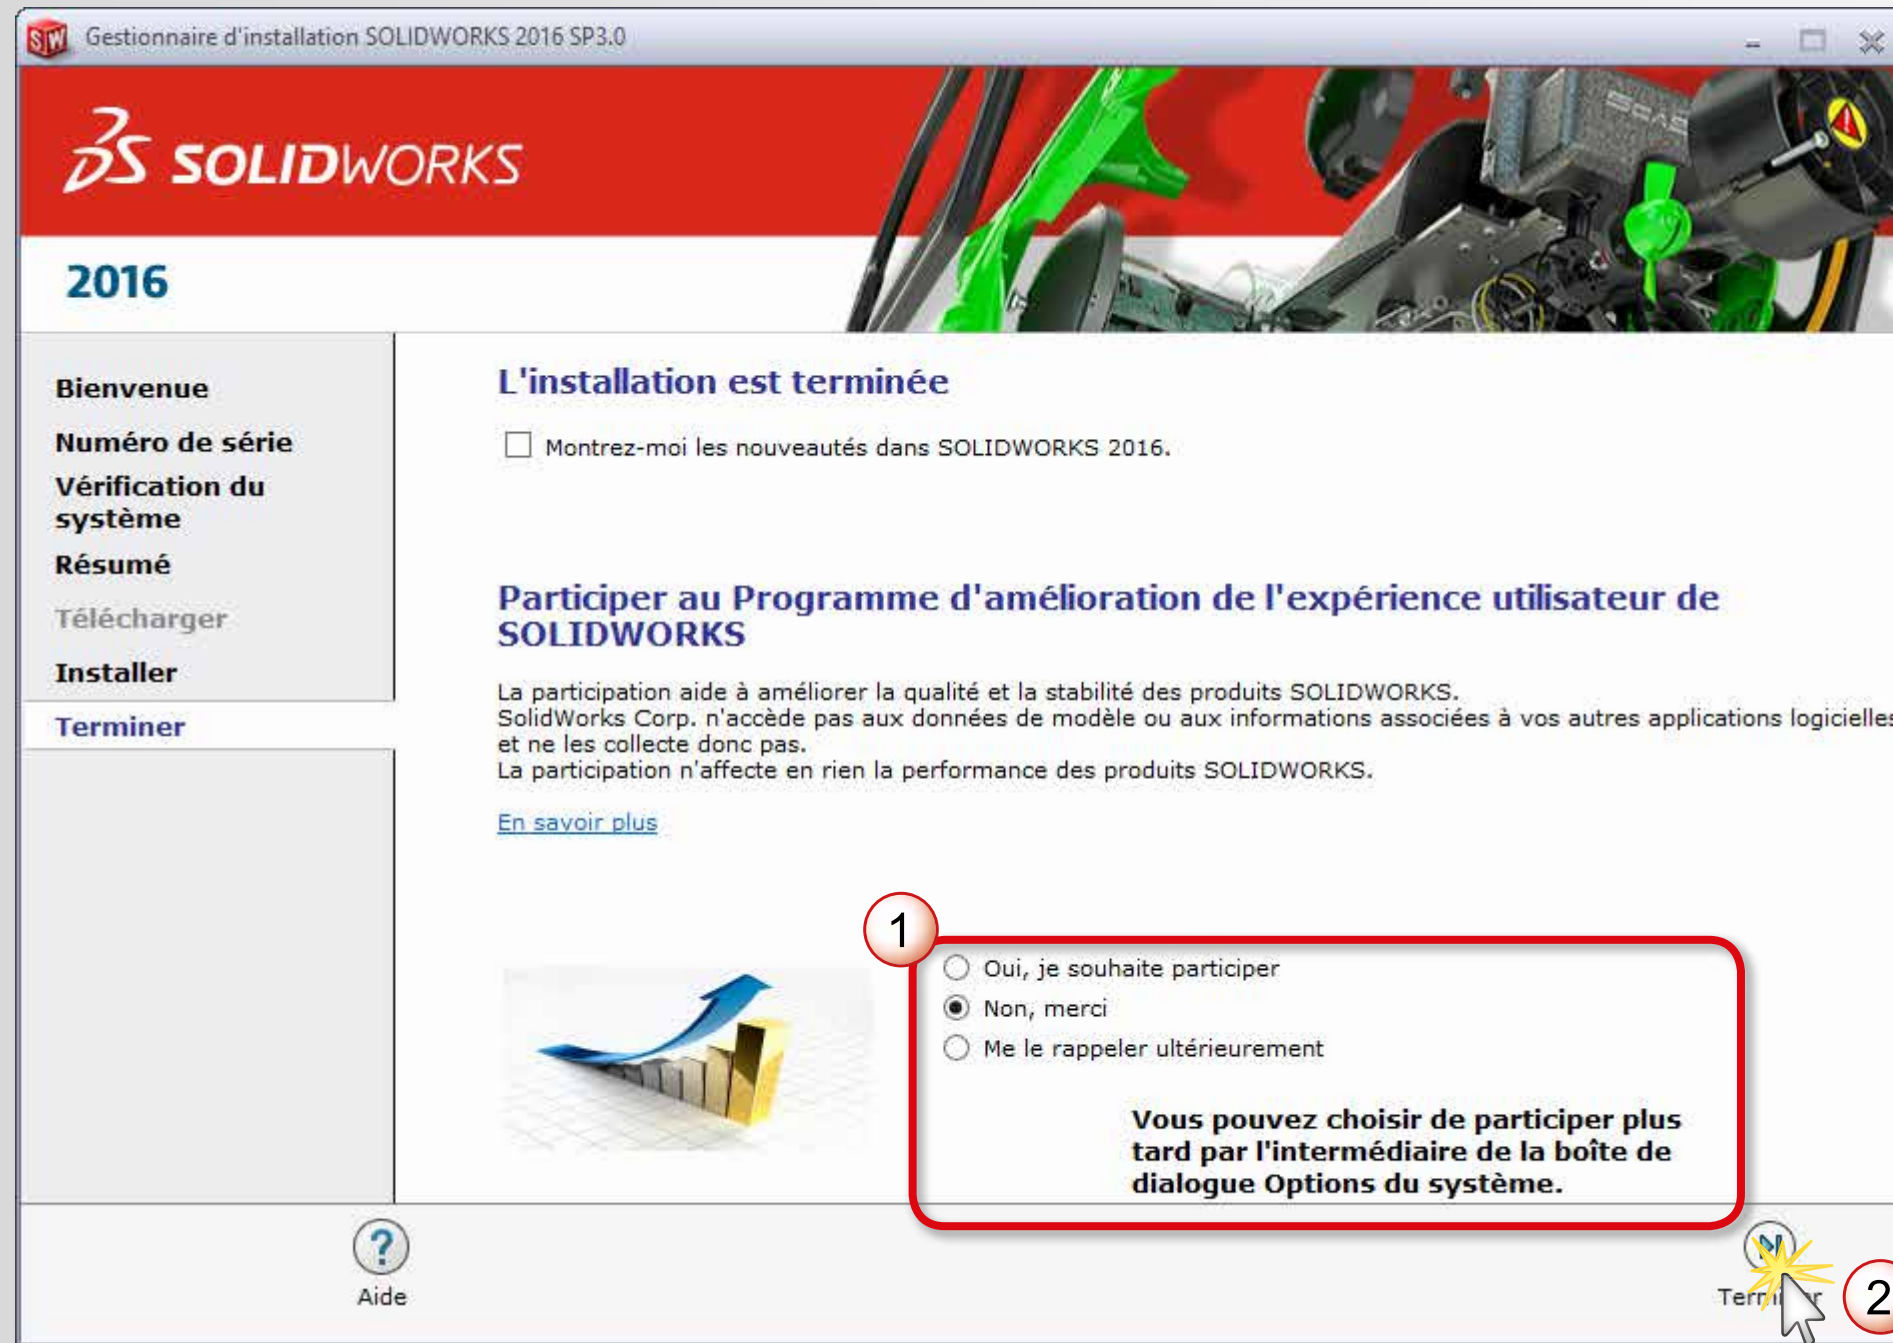 Gestionnaire d'installation SOLIDWORKS 2016 SP3.0
SOLIDWORKS
2016
Bienvenue
Numéro de série
Vérification du
système
Résumé
Télécharger
Installer
Terminer
L'installation est terminée
Montrez-moi les nouveautés dans SOLIDWORKS 2016.
Participer au Programme d'amélioration de l'expérience utilisateur de
SOLIDWORKS
La participation aide à améliorer la qualité et la stabilité des produits SOLIDWORKS.
SolidWorks Corp. n'accède pas aux données de modèle ou aux informations associées à vos autres applications logicielles
et ne les collecte donc pas.
La participation n'affecte en rien la performance des produits SOLIDWORKS.
En savoir plus
1
Oui, je souhaite participer
Non, merci
Me le rappeler ultérieurement
Vous pouvez choisir de participer plus
tard par l'intermédiaire de la boîte de
dialogue Options du système.
?
Aide
Terminer
2